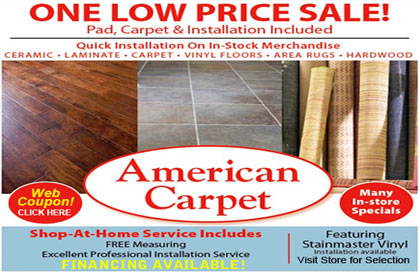 ONE LOW PRICE SALE!
Pad, Carpet & Installation Included
Quick Installation On In-Stock Merchandise
CERAMIC • LAMINATE • CARPET • VINYL FLOORS • AREA RUGS • HARDWOOD
American
Carpet
Web
Coupon!
CLICK HERE
Many
In-store
Specials
Shop-At-Home Service Includes
FREE Measuring
Excellent Professional Installation Service
FINANCING AVAILABLE!
Featuring
Stainmaster Vinyl
Installation available
Visit Store for Selection